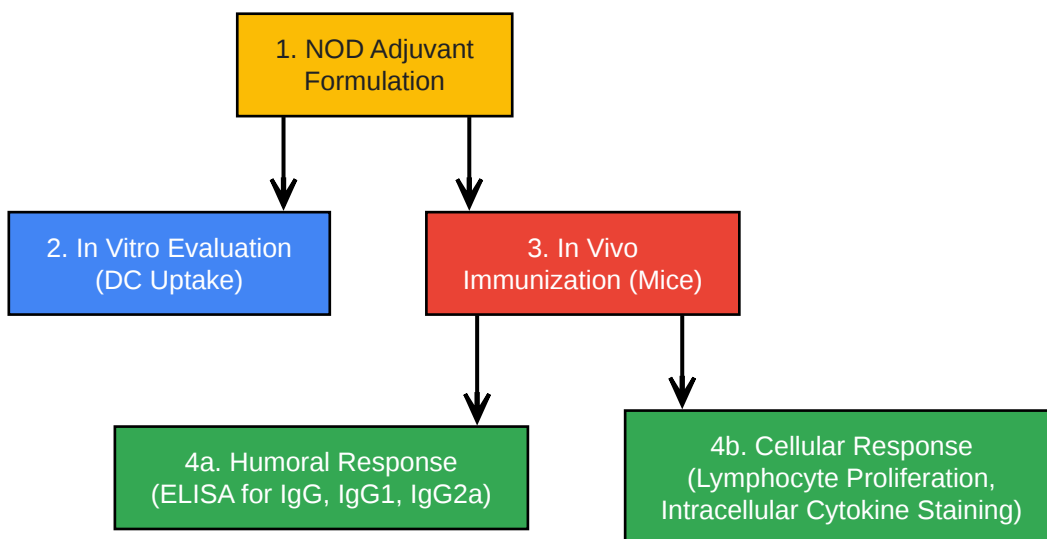 1. NOD Adjuvant
Formulation
2. In Vitro Evaluation
(DC Uptake)
3. In Vivo
Immunization (Mice)
4a. Humoral Response
(ELISA for IgG, IgG1, IgG2a)
4b. Cellular Response
(Lymphocyte Proliferation,
Intracellular Cytokine Staining)